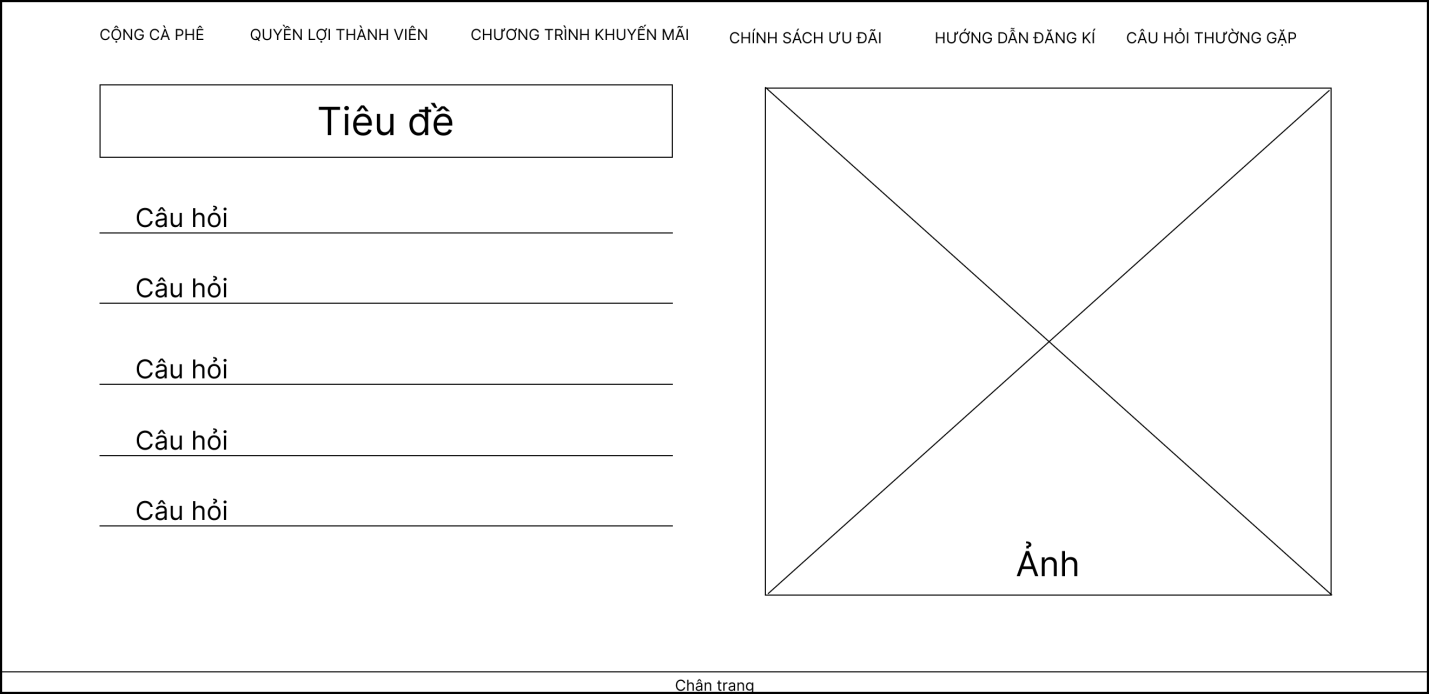 CỘNG CÀ PHÊ QUYỀN LỢI THÀNH VIÊN CHƯƠNG TRÌNH KHUYẾN MÃI CHÍNH SÁCH ƯU ĐÃI HƯỚNG DẪN ĐĂNG KÍ CÂU HỎI THƯỜNG GẶP
Tiêu đề
Câu hỏi
Câu hỏi
Câu hỏi
Câu hỏi
Câu hỏi
Ảnh
Chân trang